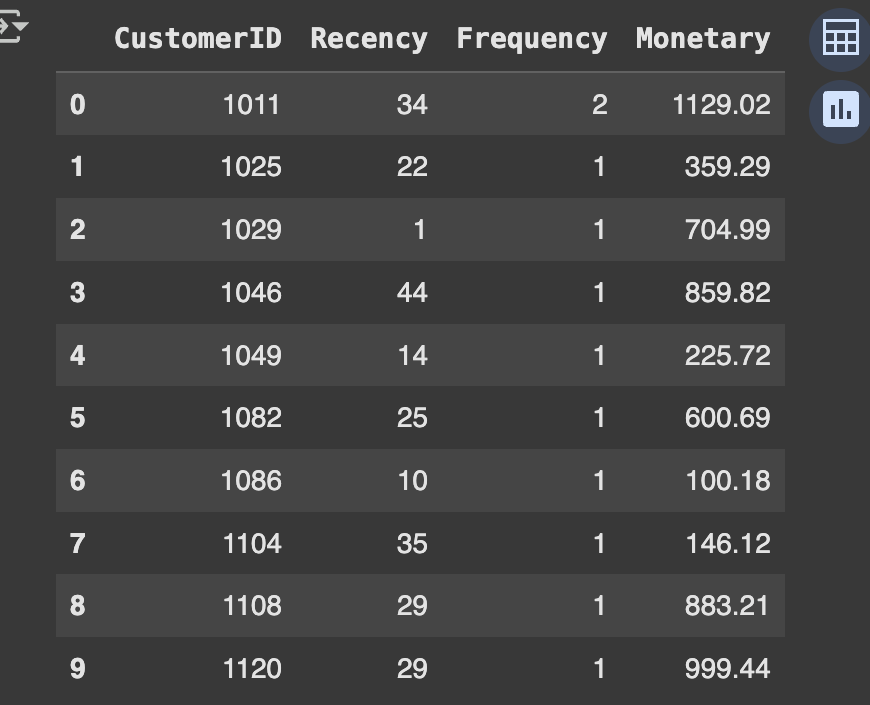 CustomerID Recency Frequency Monetary
0 1011 34 2 1129.02
1 1025 22 1 359.29
2 1029 1 1 704.99
3 1046 44 1 859.82
4 1049 14 1 225.72
5 1082 25 1 600.69
6 1086 10 1 100.18
7 1104 35 1 146.12
8 1108 29 1 883.21
9 1120 29 1 999.44